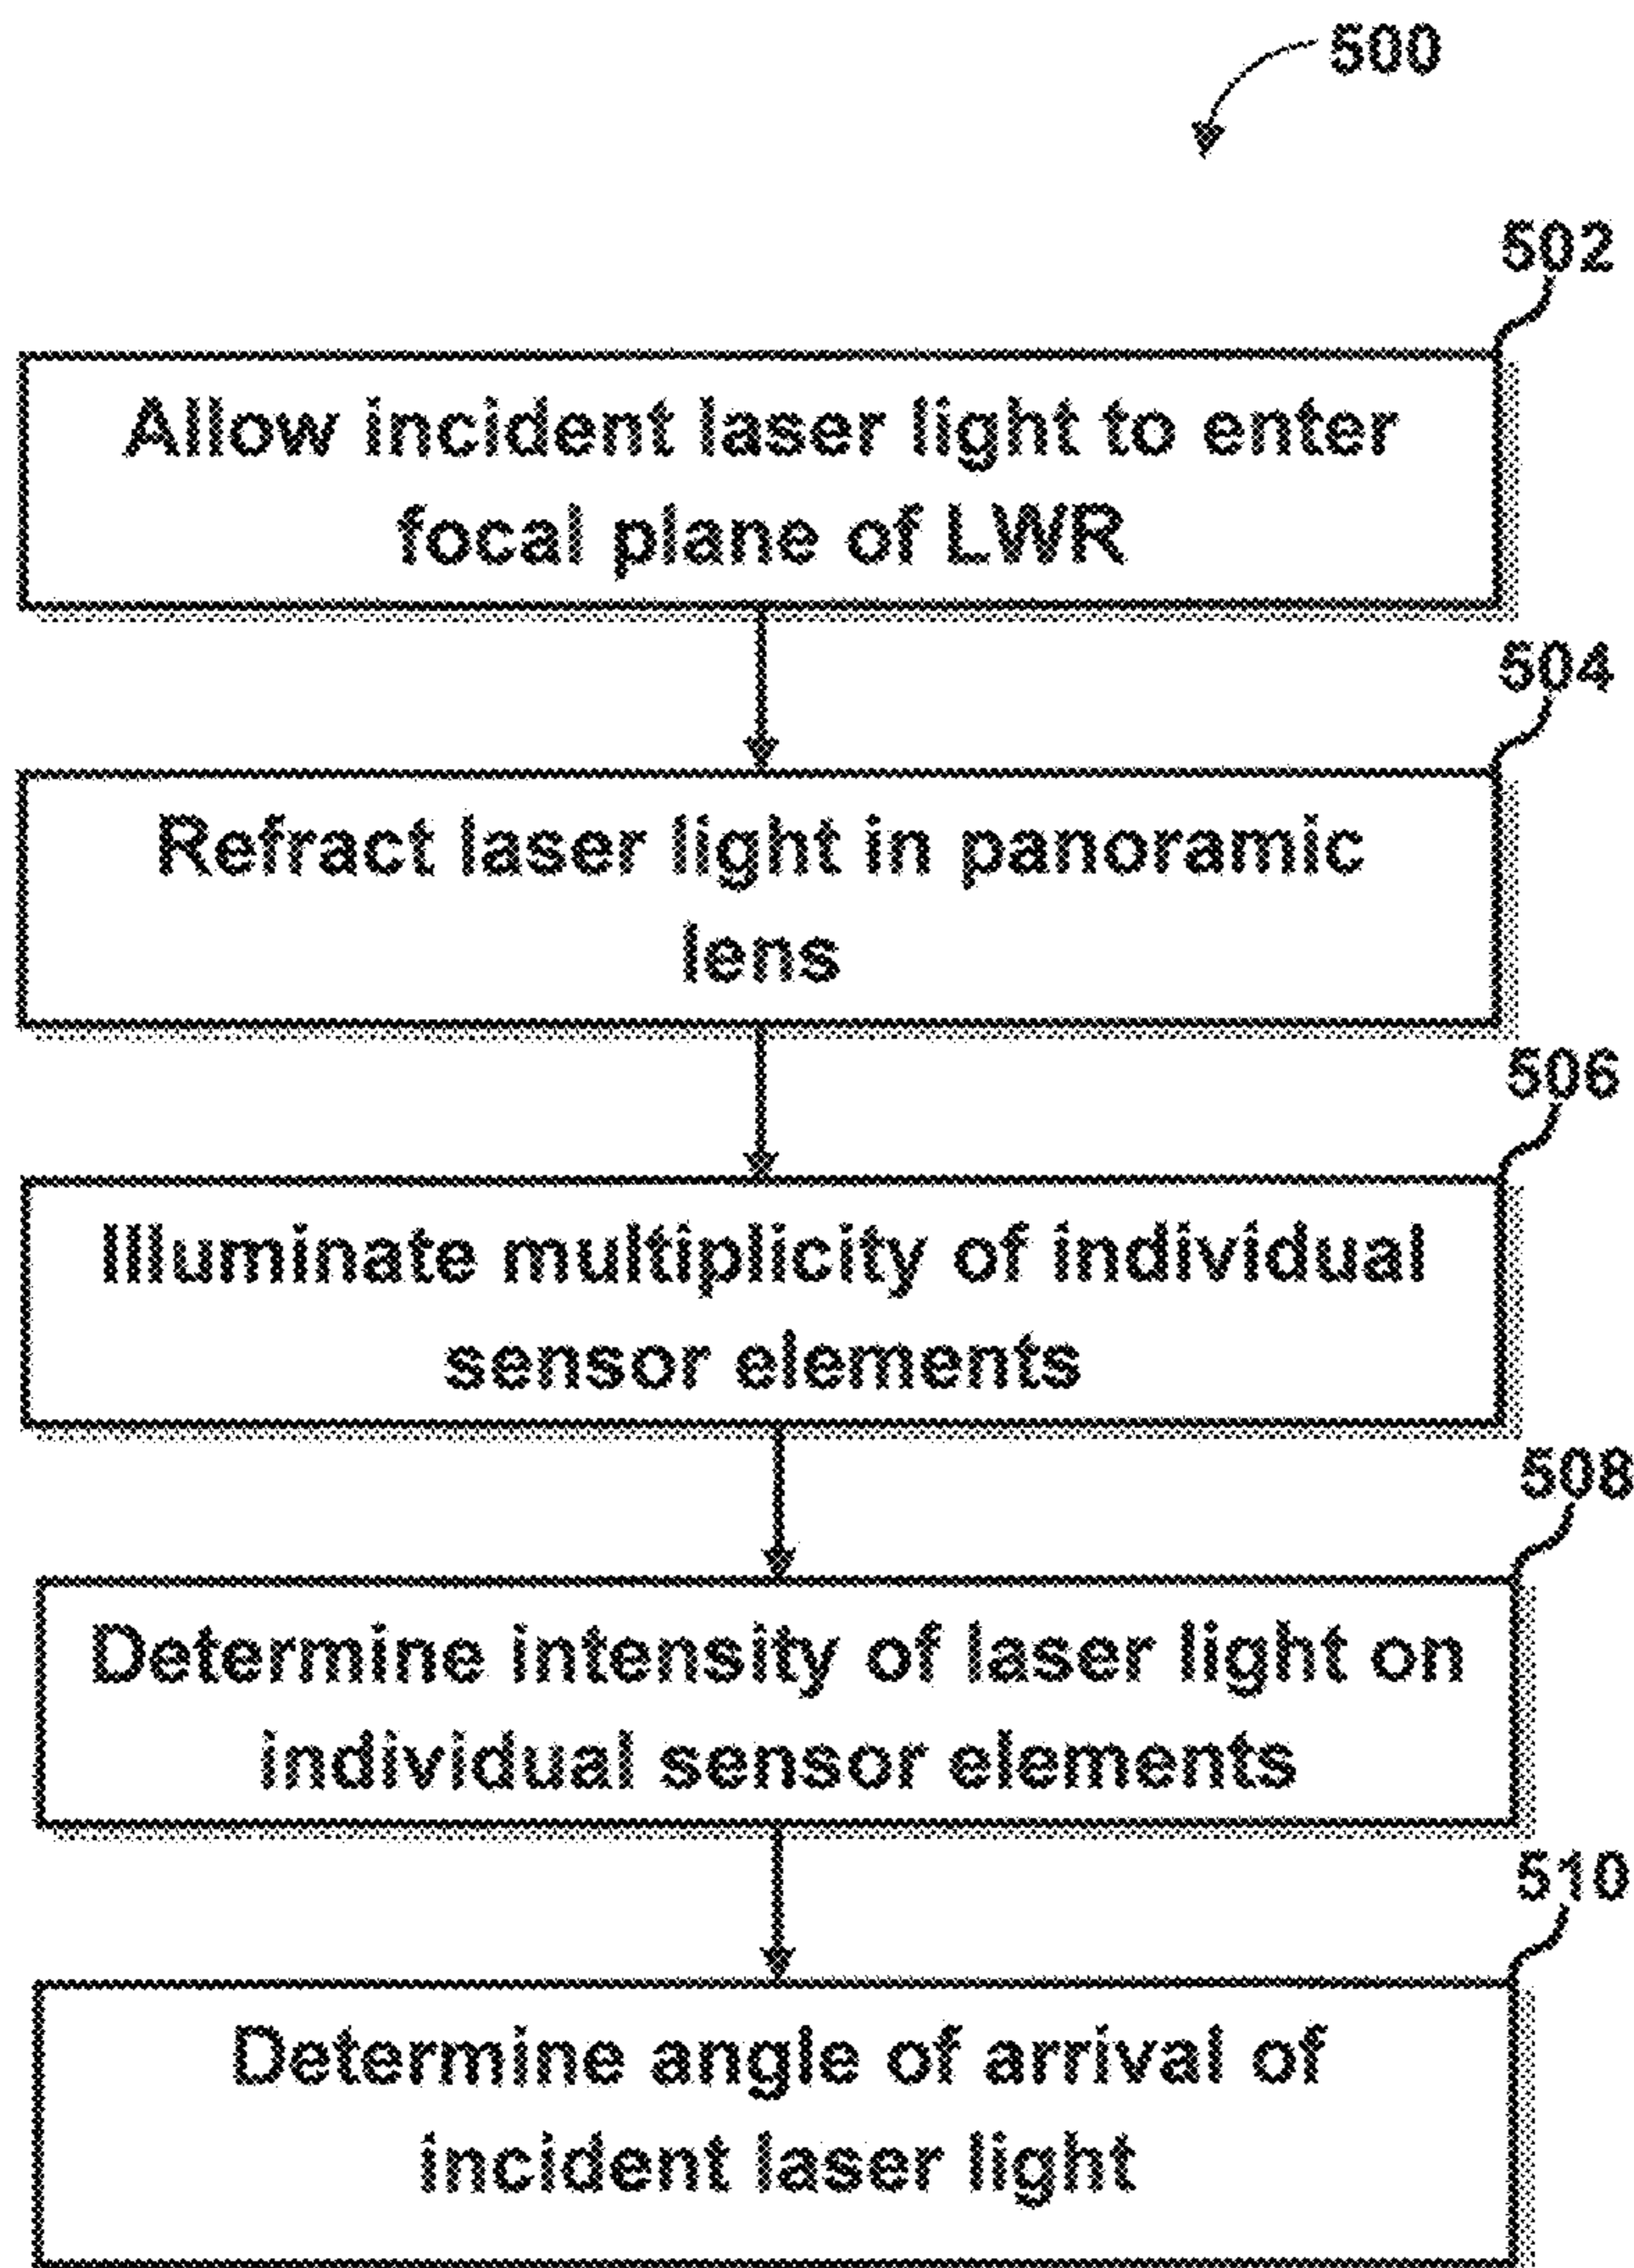 500
502
Allow incident laser light to enter
focal plane of LWR
504
Refract laser light in panoramic
lens
506
Illuminate multiplicity of individual
sensor elements
508
Determine intensity of laser light on
individual sensor elements
510
Determine angle of arrival of
incident laser light